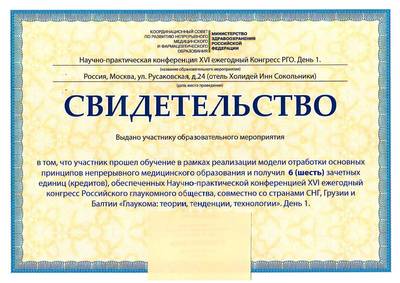 КООРДИНАЦИОННЫЙ СОВЕТ
ПО РАЗВИТИЮ НЕПРЕРЫВНОГО
МЕДИЦИНСКОГО
И ФАРМАЦЕВТИЧЕСКОГО
ОБРАЗОВАНИЯ
МИНИСТЕРСТВО
ЗДРАВООХРАНЕНИЯ
РОССИЙСКОЙ
ФЕДЕРАЦИИ
Научно-практическая конференция XVI ежегодный Конгресс РГО. День 1.
(название образовательного мероприятия)
Россия, Москва, ул. Русаковская, д.24 (отель Холидей Инн Сокольники)
(дата, место проведения)
СВИДЕТЕЛЬСТВО
Выдано участнику образовательного мероприятия
в том, что участник прошел обучение в рамках реализации модели отработки основных
принципов непрерывного медицинского образования и получил 6 (шесть) зачетных
единиц (кредитов), обеспеченных Научно-практической конференцией XVI ежегодный
конгресс Российского глаукомного общества, совместно со странами СНГ, Грузии и
Балтии «Глаукома: теории, тенденции, технологии». День 1.